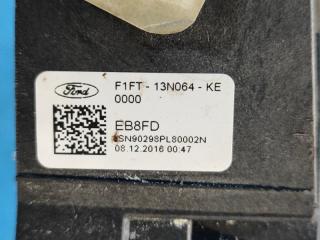 Ford
F1FT - 13N064 - KE
0000
EB8FD
#SN90298PL80002N
08.12.2016 00:47